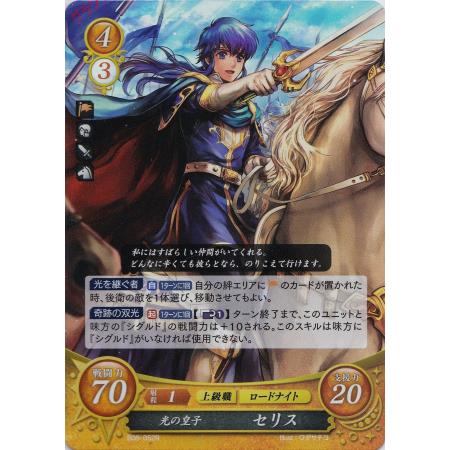 4
3
私にはすばらしい仲間がいてくれる。
どんなに辛くても彼らとなら、のりこえて行けます。
光を継ぐ者 自 1ターンに1回 自分の絆エリアに のカードが置かれた
時、後衛の敵を1体選び、移動させてもよい。
奇跡の双光 起 1ターンに1回 【 1】ターン終了まで、このユニットと
味方の『シグルド』の戦闘力は+10される。このスキルは味方に
『シグルド』がいなければ使用できない。
戦闘力
70
射程 1
上級職
ロードナイト
支援力
20
光の皇子 セリス